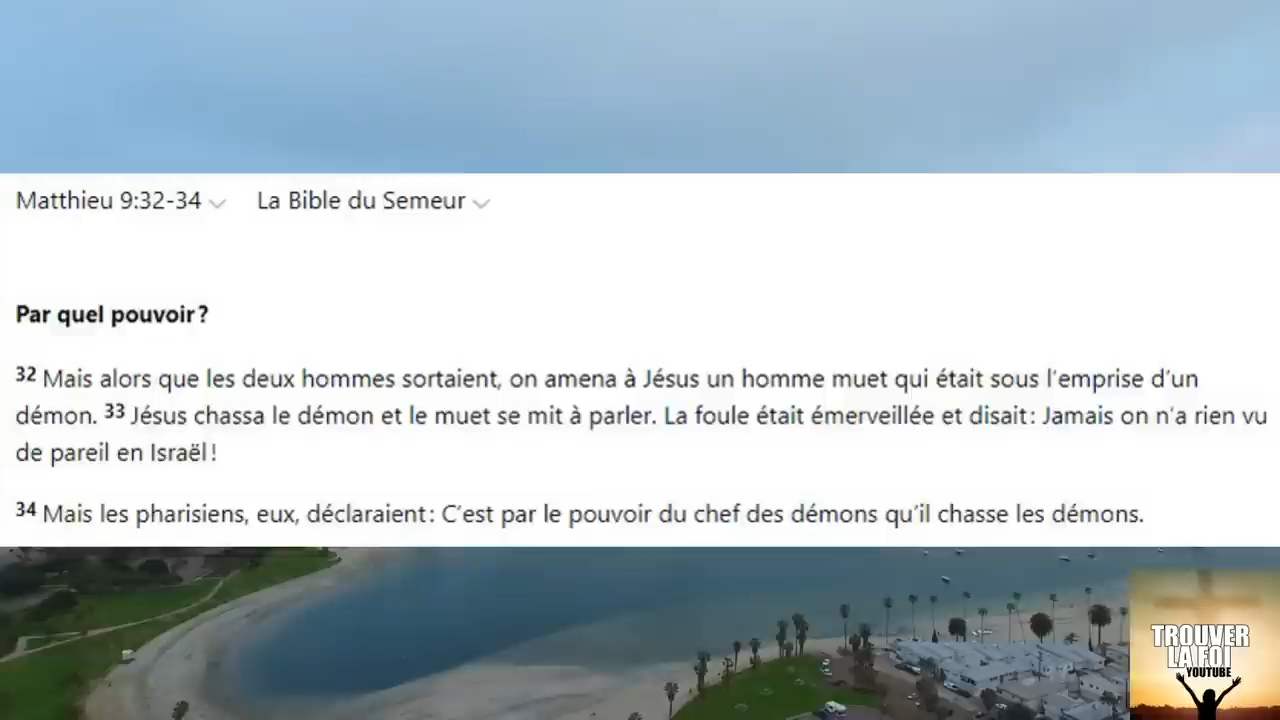 Matthieu 9:32-34 La Bible du Semeur
Par quel pouvoir ?
32 Mais alors que les deux hommes sortaient, on amena à Jésus un homme muet qui était sous l'emprise d'un
démon. 33 Jésus chassa le démon et le muet se mit à parler. La foule était émerveillée et disait : Jamais on n'a rien vu
de pareil en Israël !
34 Mais les pharisiens, eux, déclaraient : C'est par le pouvoir du chef des démons qu'il chasse les démons.
TROUVER
LA FOI
YOUTUBE